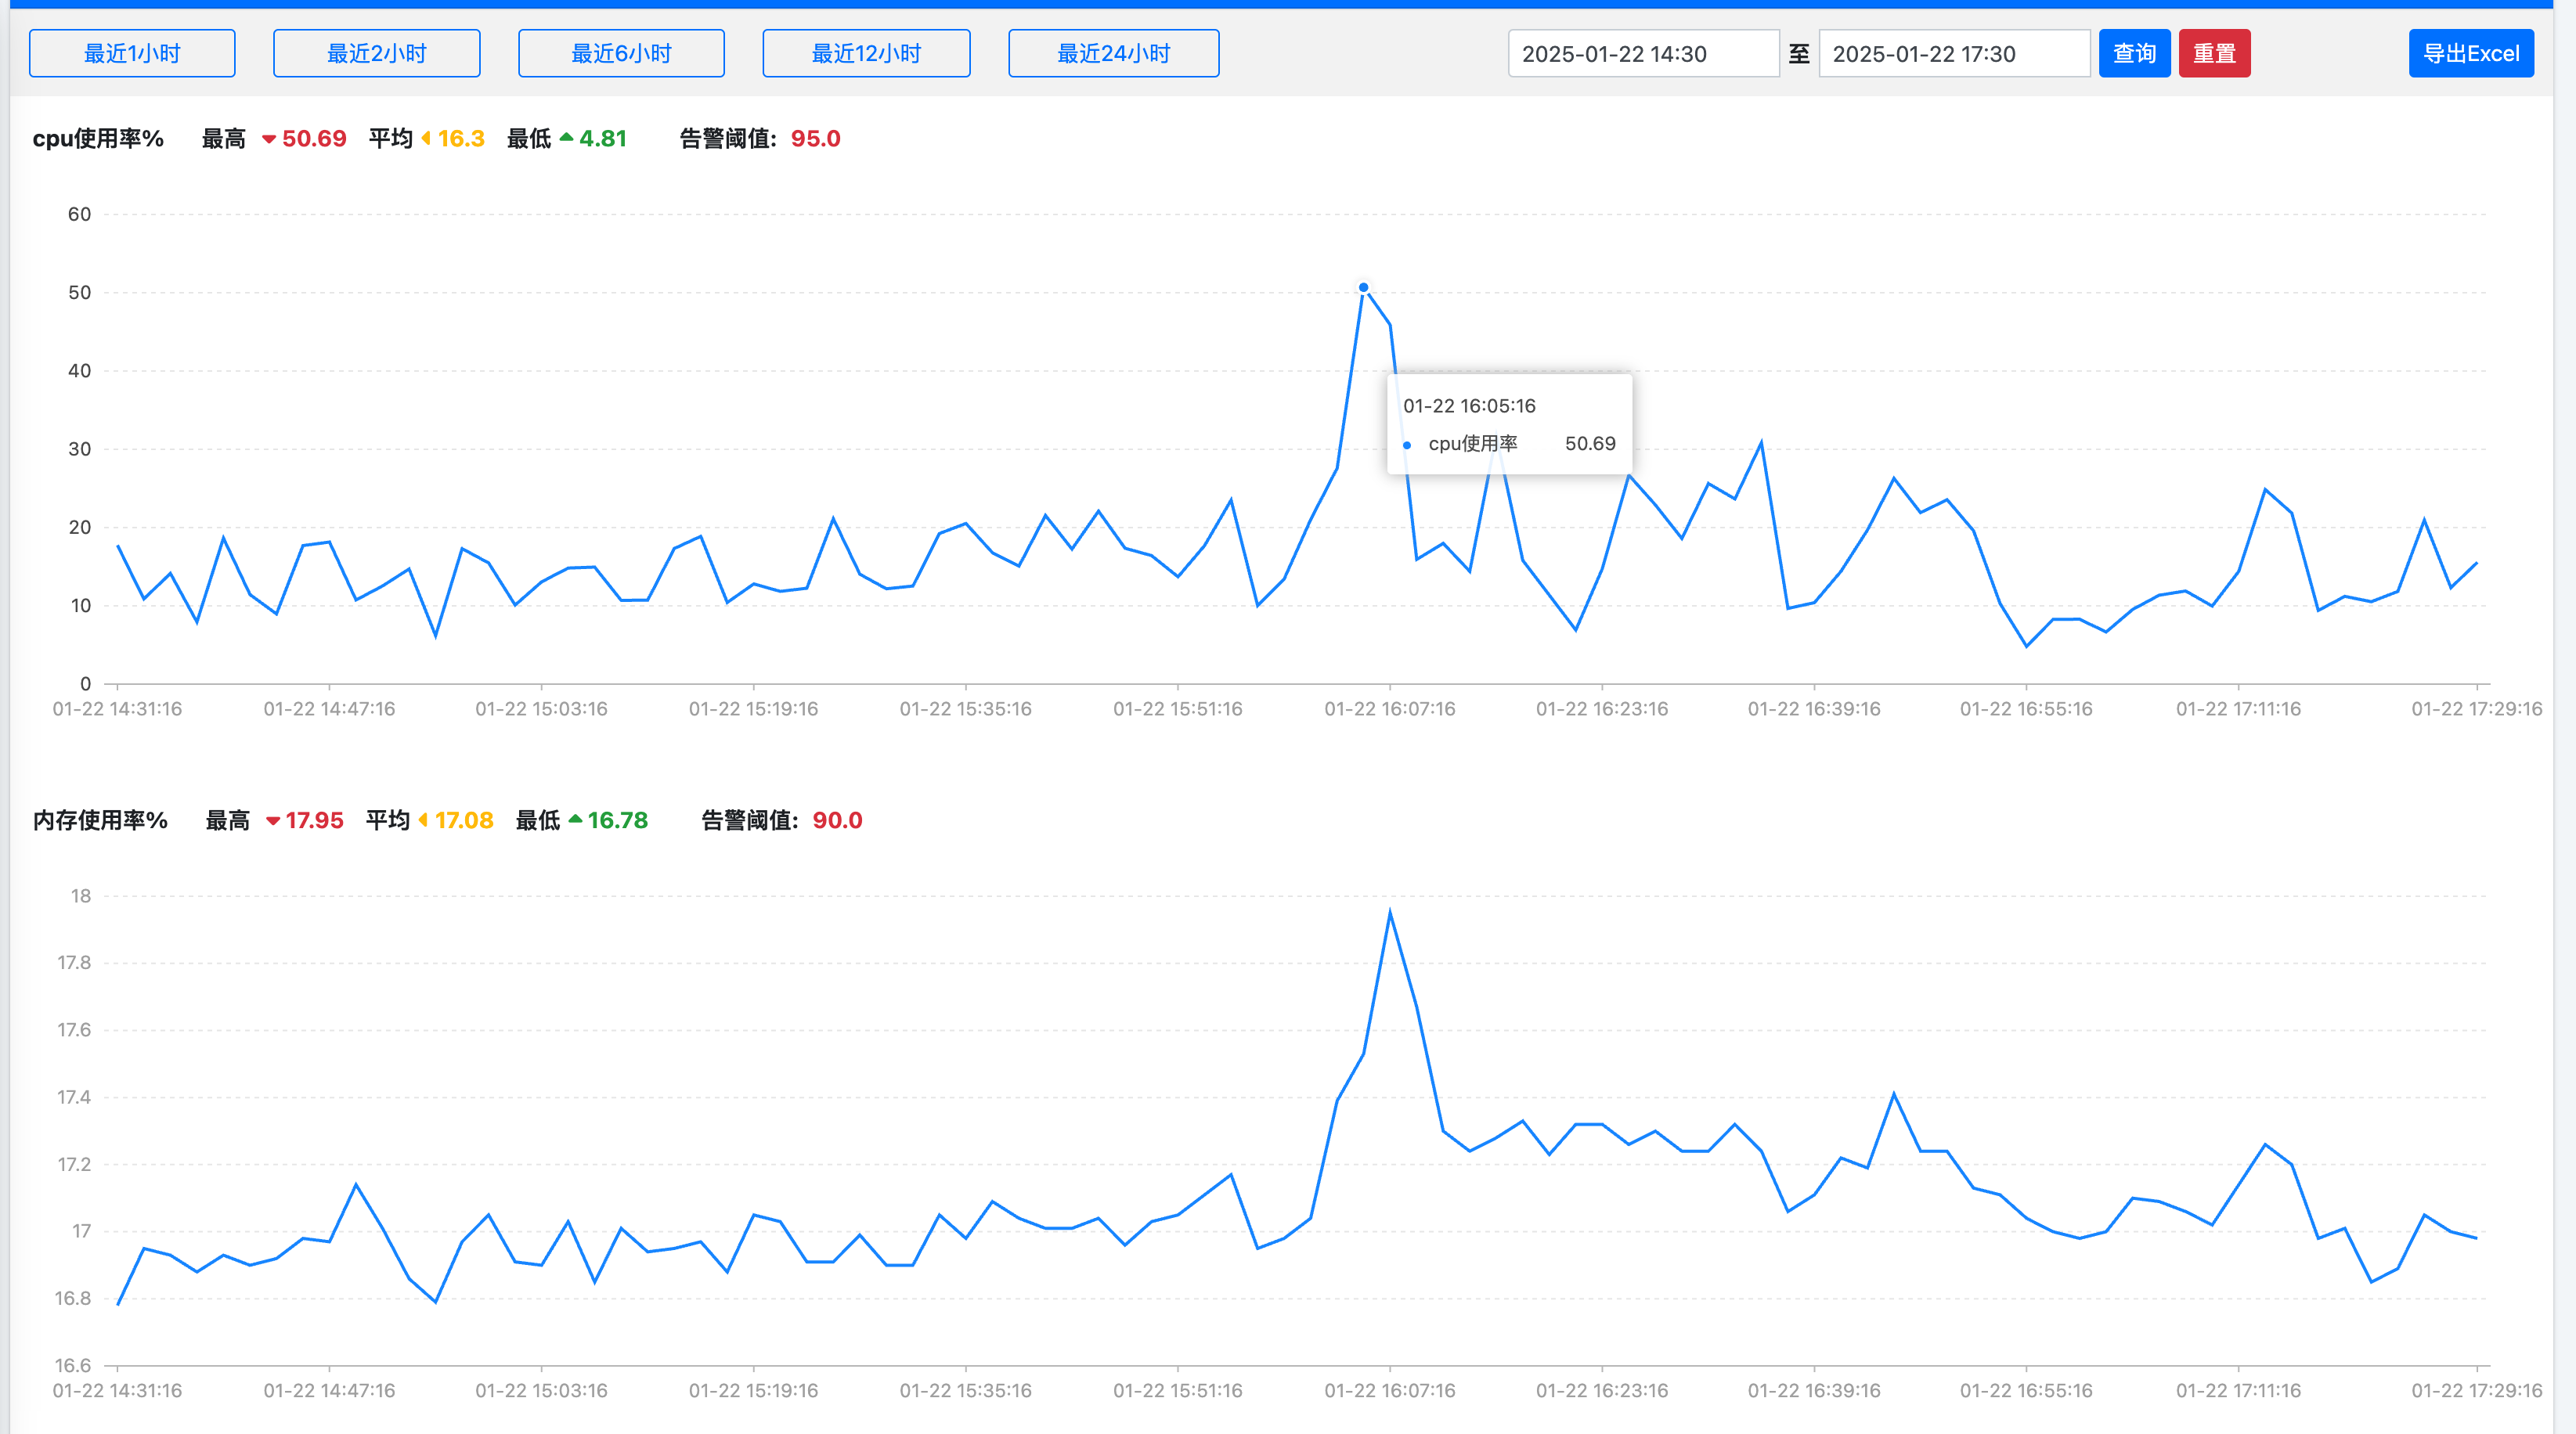 最近1小时 最近2小时 最近6小时 最近12小时 最近24小时 2025-01-22 14:30 至 2025-01-22 17:30 查询 重置 导出Excel
cpu使用率% 最高 50.69 平均 16.3 最低 4.81 告警阈值: 95.0
60
50
40
01-22 16:05:16
cpu使用率 50.69
30
20
10
0
01-22 14:31:16 01-22 14:47:16 01-22 15:03:16 01-22 15:19:16 01-22 15:35:16 01-22 15:51:16 01-22 16:07:16 01-22 16:23:16 01-22 16:39:16 01-22 16:55:16 01-22 17:11:16 01-22 17:29:16
内存使用率% 最高 17.95 平均 17.08 最低 16.78 告警阈值: 90.0
18
17.8
17.6
17.4
17.2
17
16.8
16.6
01-22 14:31:16 01-22 14:47:16 01-22 15:03:16 01-22 15:19:16 01-22 15:35:16 01-22 15:51:16 01-22 16:07:16 01-22 16:23:16 01-22 16:39:16 01-22 16:55:16 01-22 17:11:16 01-22 17:29:16